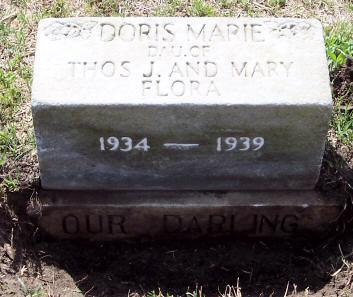 DORIS MARIE
DAU. OF
THOS J. AND MARY
FLORA
1934 — 1939
OUR DARLING